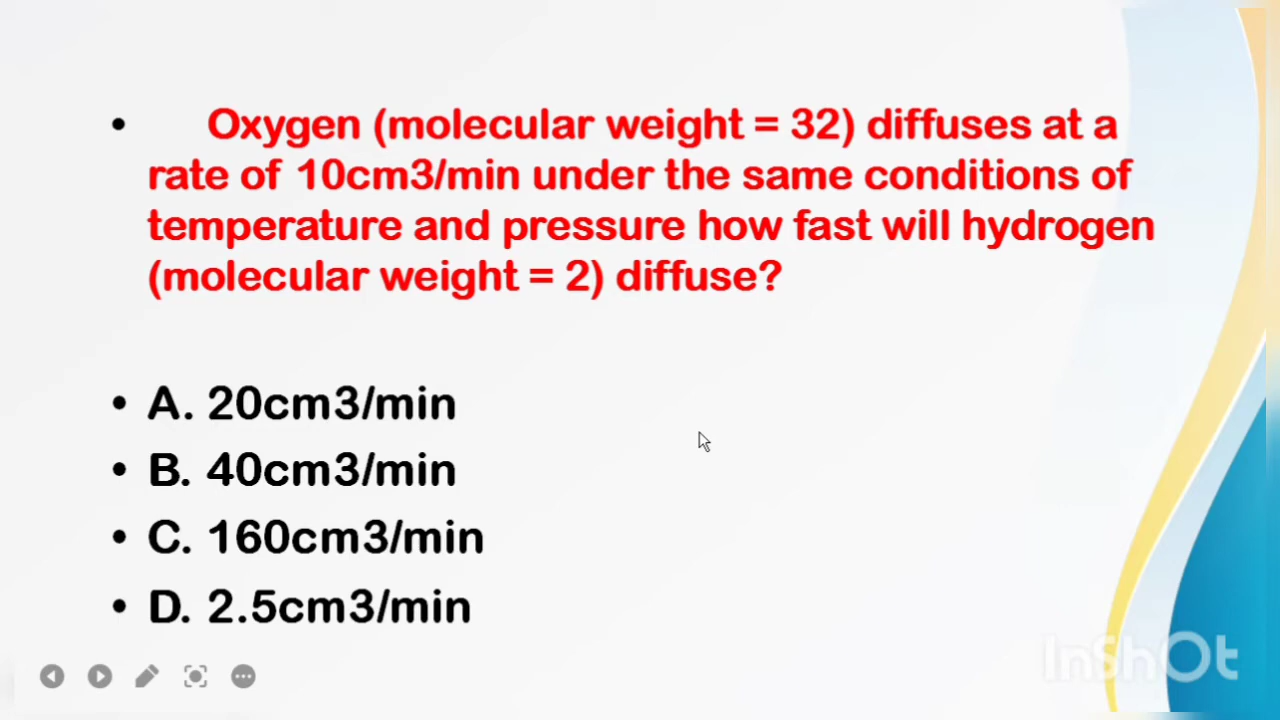 • Oxygen (molecular weight = 32) diffuses at a
rate of 10cm3/min under the same conditions of
temperature and pressure how fast will hydrogen
(molecular weight = 2) diffuse?
• A. 20cm3/min
• B. 40cm3/min
• C. 160cm3/min
• D. 2.5cm3/min
InShOt